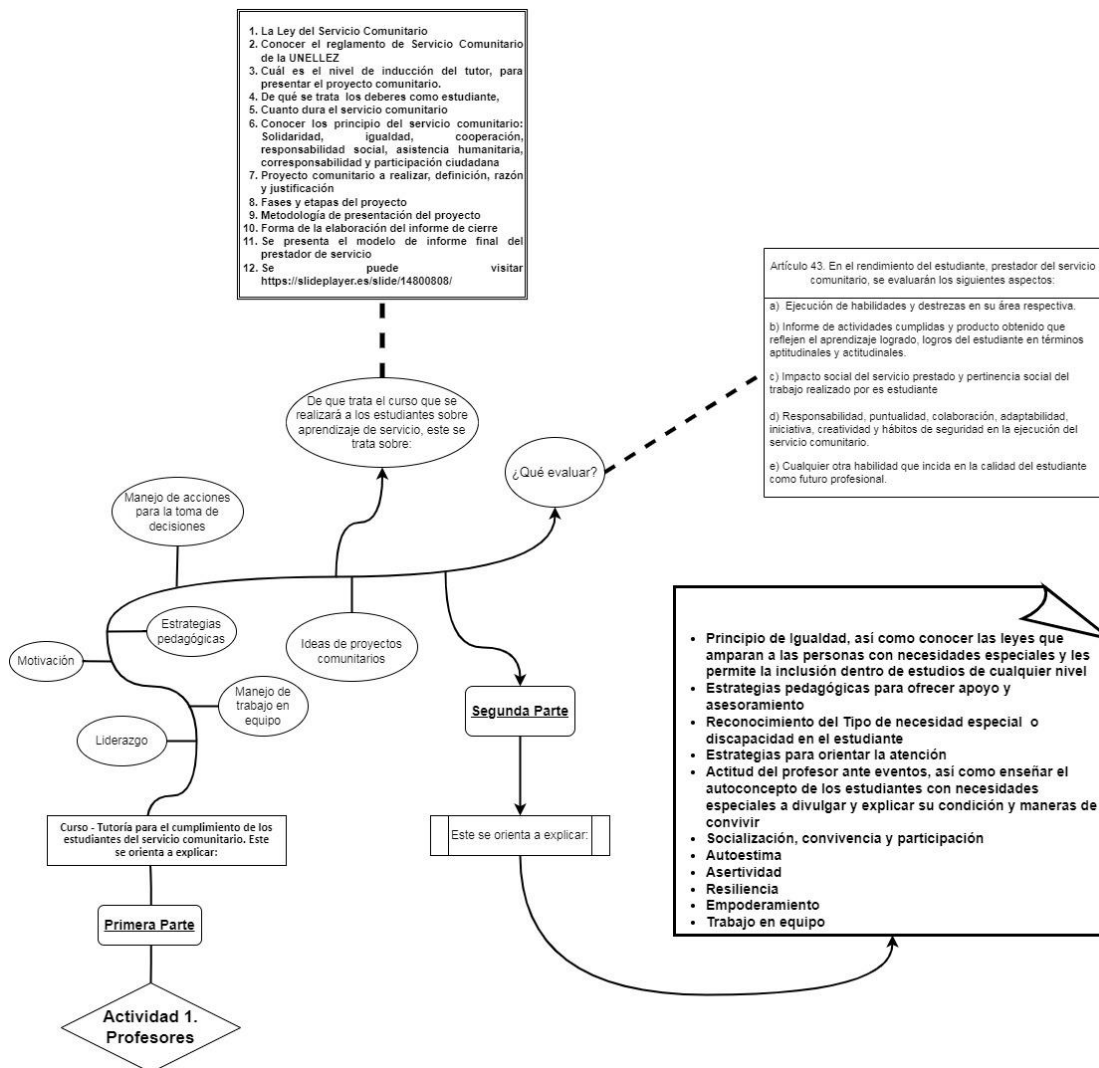 1. La Ley del Servicio Comunitario
2. Conocer el reglamento de Servicio Comunitario
de la UNELLEZ
3. Cuál es el nivel de inducción del tutor, para
presentar el proyecto comunitario.
4. De qué se trata los deberes como estudiante,
5. Cuanto dura el servicio comunitario
6. Conocer los principio del servicio comunitario:
Solidaridad, igualdad, cooperación,
responsabilidad social, asistencia humanitaria,
corresponsabilidad y participación ciudadana
7. Proyecto comunitario a realizar, definición, razón
y justificación
8. Fases y etapas del proyecto
9. Metodología de presentación del proyecto
10. Forma de la elaboración del informe de cierre
11. Se presenta el modelo de informe final del
prestador de servicio
12. Se puede visitar
https://slideplayer.es/slide/14800808/
Artículo 43. En el rendimiento del estudiante, prestador del servicio
comunitario, se evaluarán los siguientes aspectos:
a) Ejecución de habilidades y destrezas en su área respectiva.
b) Informe de actividades cumplidas y producto obtenido que
reflejen el aprendizaje logrado, logros del estudiante en términos
aptitudinales y actitudinales.
c) Impacto social del servicio prestado y pertinencia social del
trabajo realizado por es estudiante
d) Responsabilidad, puntualidad, colaboración, adaptabilidad,
iniciativa, creatividad y hábitos de seguridad en la ejecución del
servicio comunitario.
e) Cualquier otra habilidad que incida en la calidad del estudiante
como futuro profesional.
De que trata el curso que se
realizará a los estudiantes sobre
aprendizaje de servicio, este se
trata sobre:
¿Qué evaluar?
Manejo de acciones
para la toma de
decisiones
Estrategias
pedagógicas
Motivación
Ideas de proyectos
comunitarios
Manejo de
trabajo en
equipo
Liderazgo
Segunda Parte
Este se orienta a explicar:
• Principio de Igualdad, así como conocer las leyes que
amparan a las personas con necesidades especiales y les
permite la inclusión dentro de estudios de cualquier nivel
• Estrategias pedagógicas para ofrecer apoyo y
asesoramiento
• Reconocimiento del Tipo de necesidad especial o
discapacidad en el estudiante
• Estrategias para orientar la atención
• Actitud del profesor ante eventos, así como enseñar el
autoconcepto de los estudiantes con necesidades
especiales a divulgar y explicar su condición y maneras de
convivir
• Socialización, convivencia y participación
• Autoestima
• Asertividad
• Resiliencia
• Empoderamiento
• Trabajo en equipo
Curso - Tutoría para el cumplimiento de los
estudiantes del servicio comunitario. Este
se orienta a explicar:
Primera Parte
Actividad 1.
Profesores